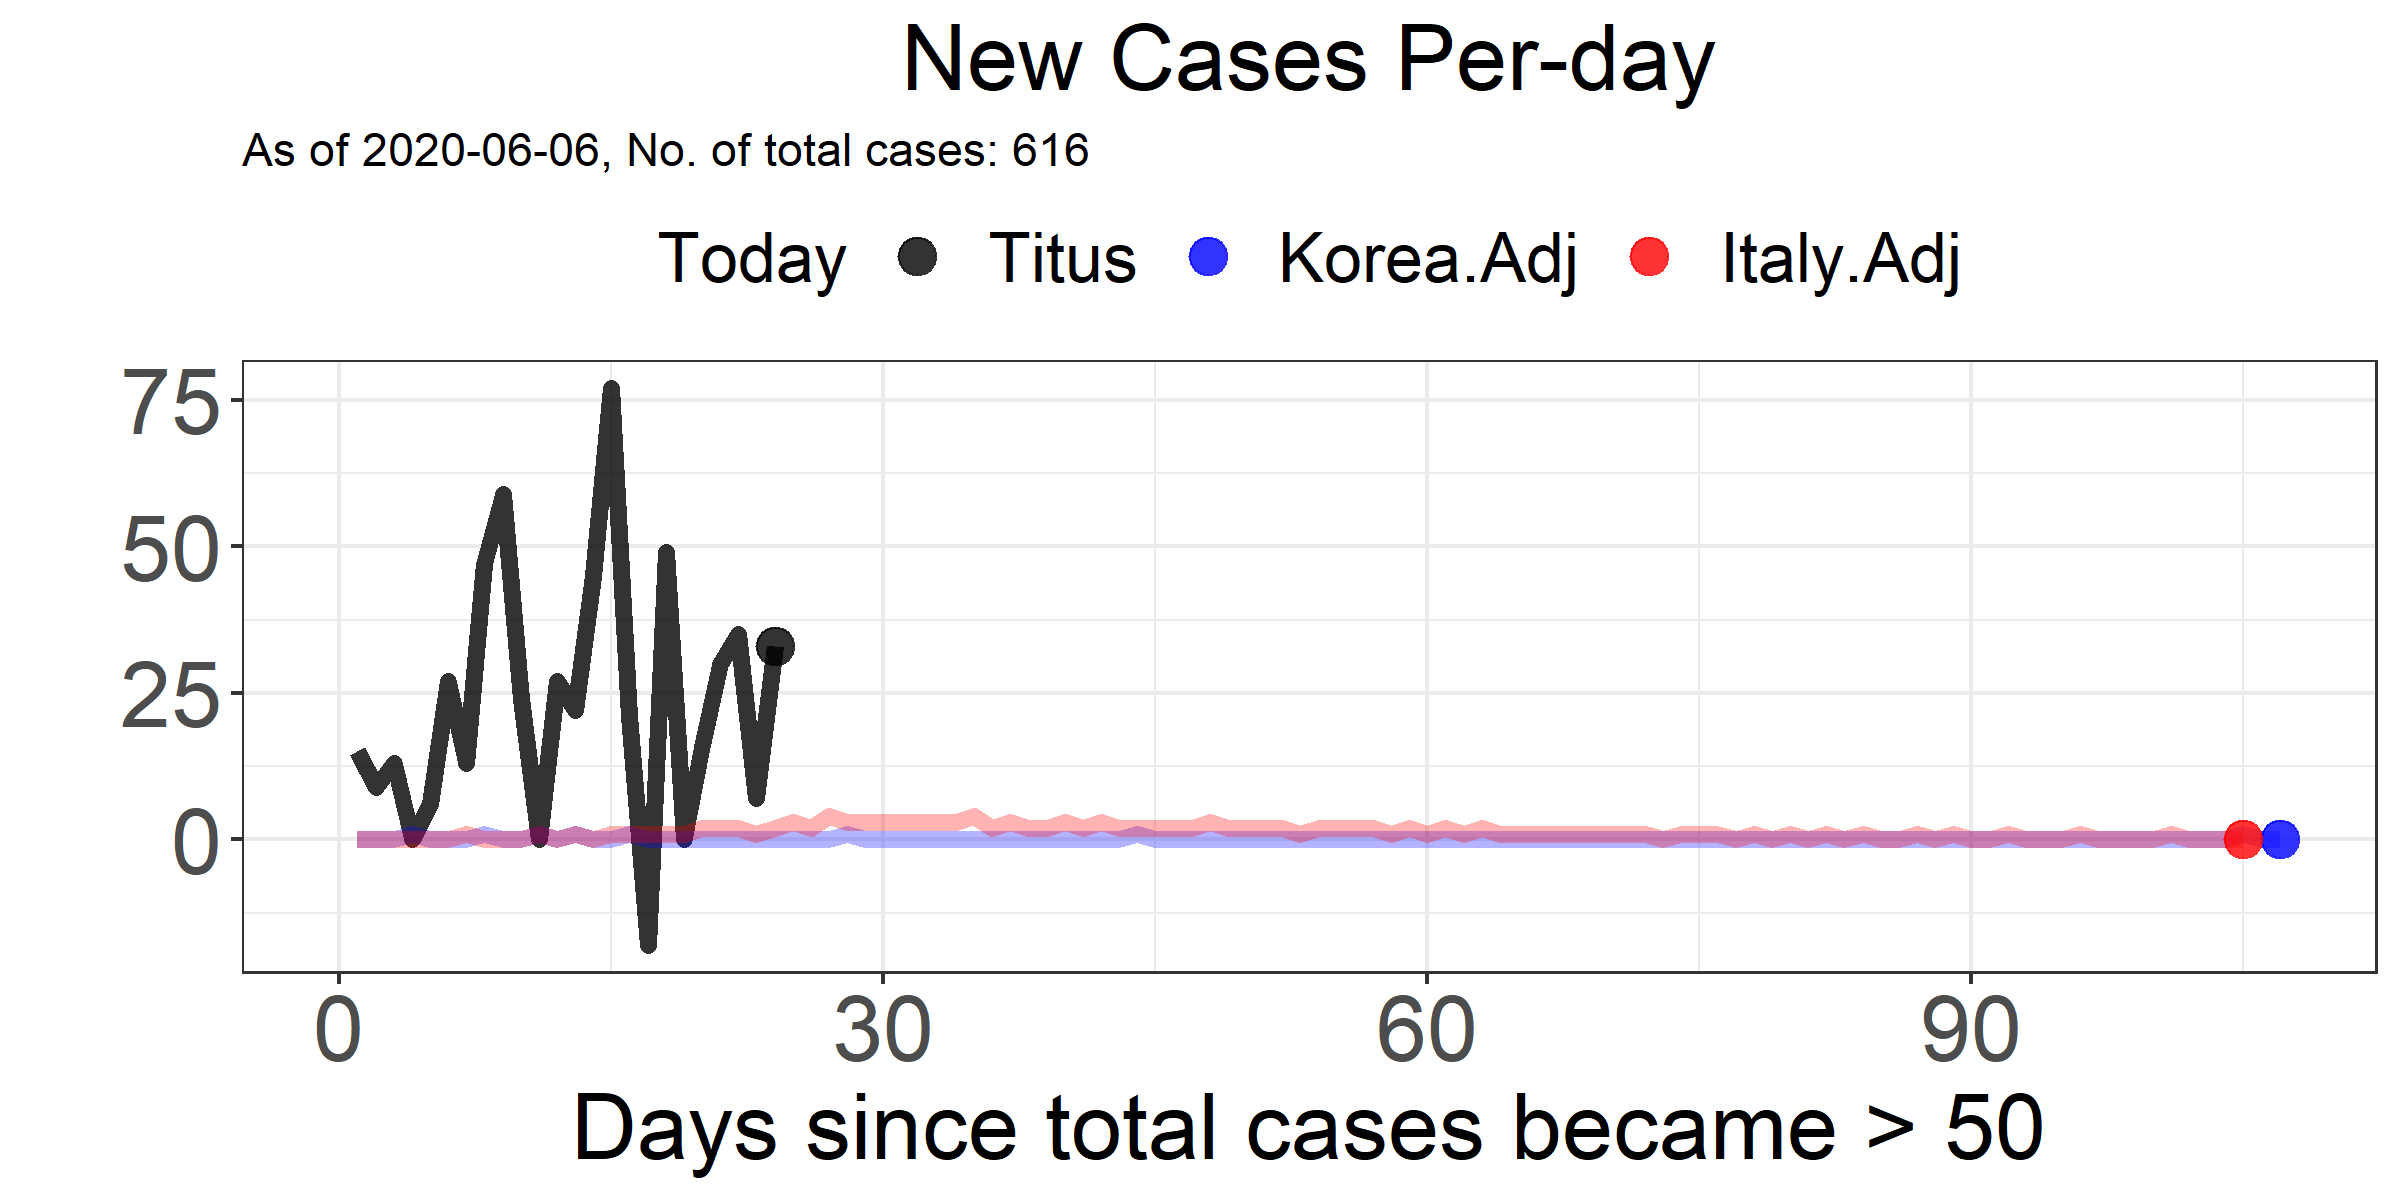 New Cases Per-day
As of 2020-06-06, No. of total cases: 616
Today Titus Korea.Adj Italy.Adj
75
50
25
0
0 30 60 90
Days since total cases became > 50